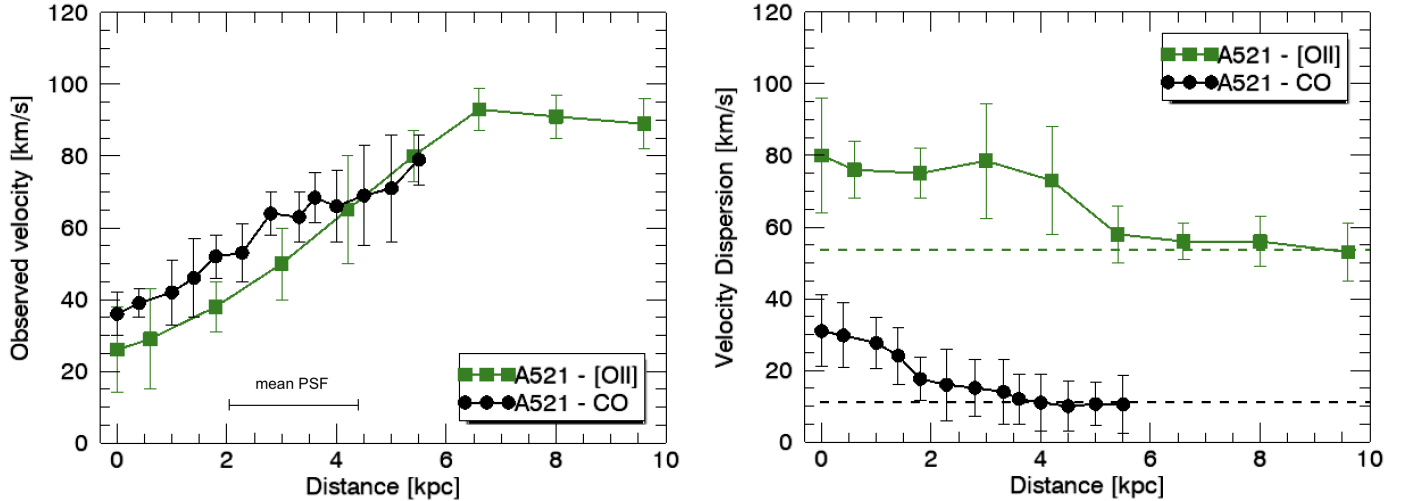 120
100
80
60
40
20
0
Observed velocity [km/s]
mean PSF
A521 - [OII]
A521 - CO
0 2 4 6 8 10
Distance [kpc]
120
100
80
60
40
20
0
Velocity Dispersion [km/s]
A521 - [OII]
A521 - CO
0 2 4 6 8 10
Distance [kpc]